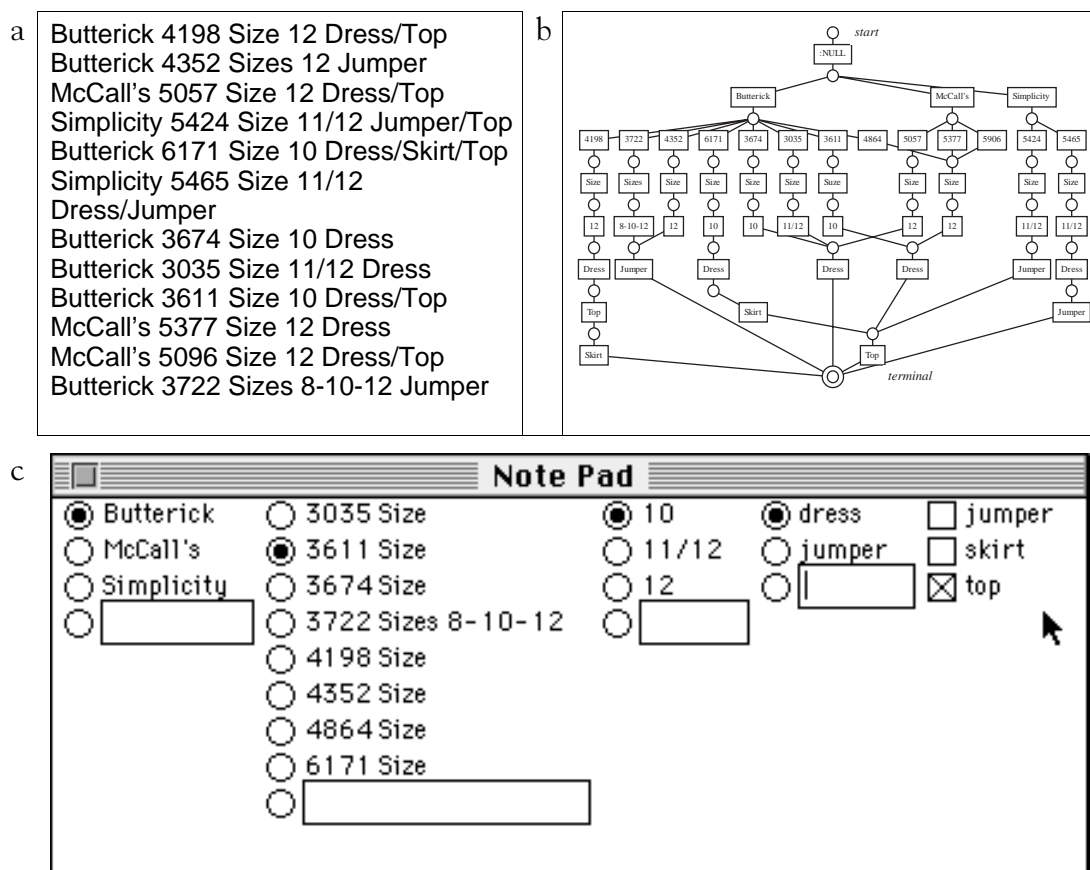 a
Butterick 4198 Size 12 Dress/Top
Butterick 4352 Sizes 12 Jumper
McCall's 5057 Size 12 Dress/Top
Simplicity 5424 Size 11/12 Jumper/Top
Butterick 6171 Size 10 Dress/Skirt/Top
Simplicity 5465 Size 11/12
Dress/Jumper
Butterick 3674 Size 10 Dress
Butterick 3035 Size 11/12 Dress
Butterick 3611 Size 10 Dress/Top
McCall's 5377 Size 12 Dress
McCall's 5096 Size 12 Dress/Top
Butterick 3722 Sizes 8-10-12 Jumper
b
start
:NULL
Butterick McCall's Simplicity
4198 3722 4352 6171 3674 3035 3611 4864 5057 5377 5906 5424 5465
Size Sizes Size Size Size Size Suze Size Size Size Size
12 8-10-12 12 10 10 11/12 10 12 12 11/12 11/12
Dress Jumper Dress Dress Dress Jumper Dress
Top Skirt Jumper
Skirt Top
terminal
c
Note Pad
Butterick 3035 Size 10 dress jumper
McCall's 3611 Size 11/12 jumper skirt
Simplicity 3674 Size 12 top
3722 Sizes 8-10-12
4198 Size
4352 Size
4864 Size
6171 Size